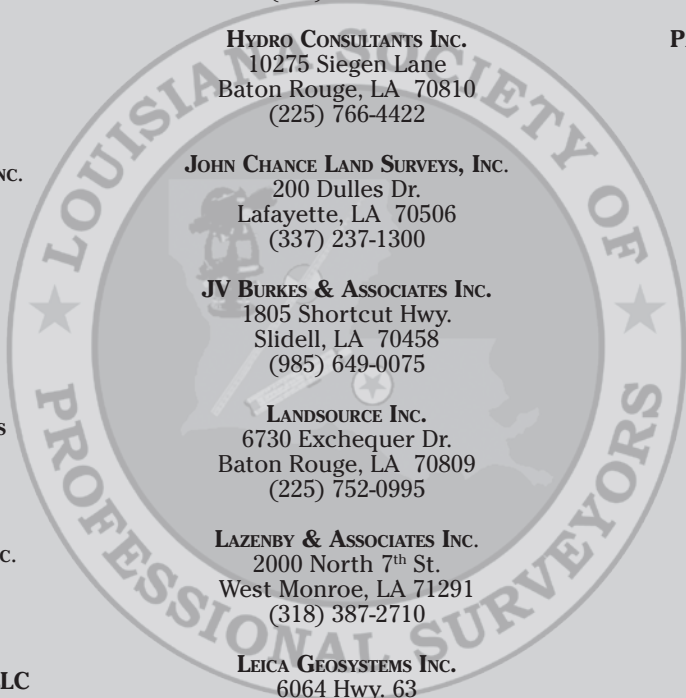 HYDRO CONSULTANTS INC.
10275 Siegen Lane
Baton Rouge, LA 70810
(225) 766-4422
JOHN CHANCE LAND SURVEYS, INC.
200 Dulles Dr.
Lafayette, LA 70506
(337) 237-1300
JV BURKES & ASSOCIATES INC.
1805 Shortcut Hwy.
Slidell, LA 70458
(985) 649-0075
LANDSOURCE INC.
6730 Exchequer Dr.
Baton Rouge, LA 70809
(225) 752-0995
LAZENBY & ASSOCIATES INC.
2000 North 7th St.
West Monroe, LA 71291
(318) 387-2710
LEICA GEOSYSTEMS INC.
6064 Hwy. 63
LLC
LOUISIANA SOCIETY OF
PROFESSIONAL SURVEYORS